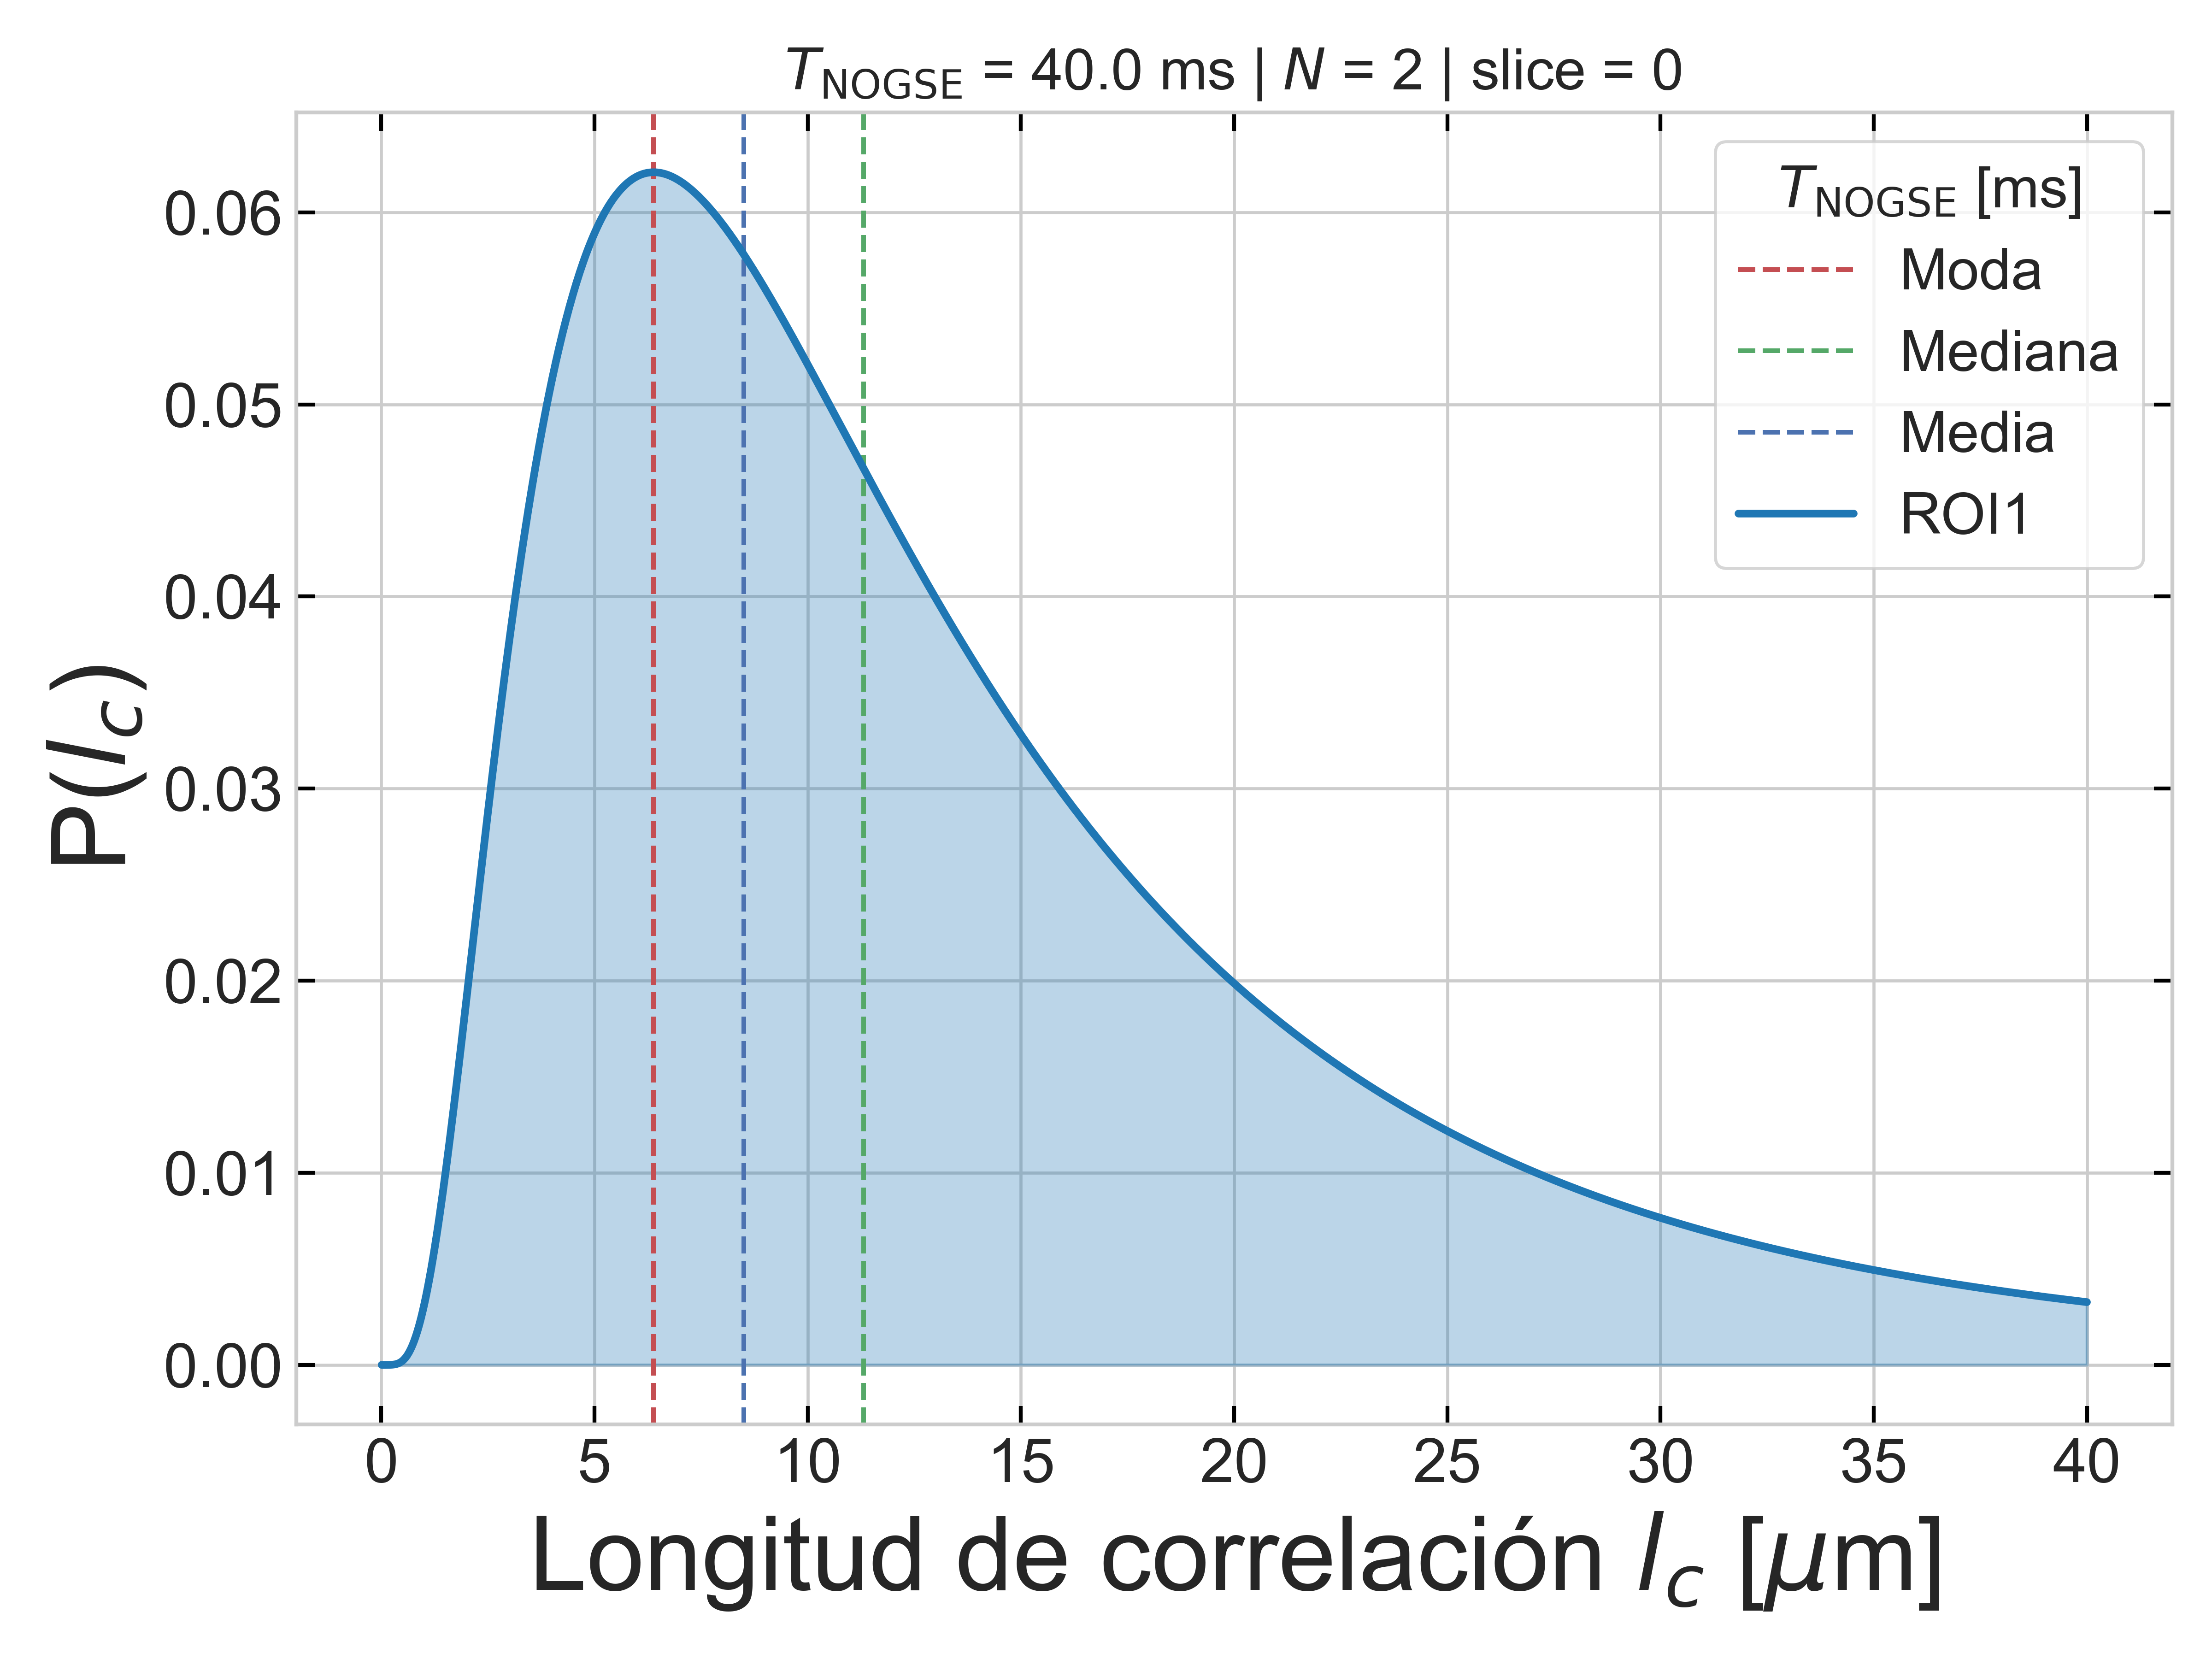 T_NOGSE = 40.0 ms | N = 2 | slice = 0
T_NOGSE [ms]
Moda
Mediana
Media
ROI1
P(l_c)
0.06
0.05
0.04
0.03
0.02
0.01
0.00
0 5 10 15 20 25 30 35 40
Longitud de correlación l_c [μm]